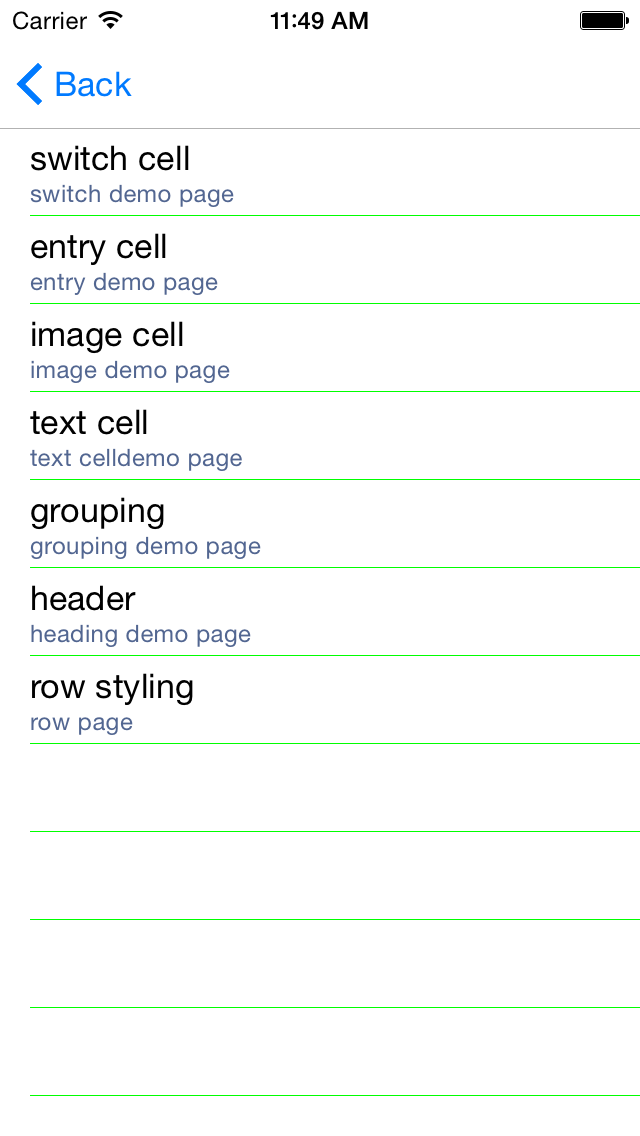 Carrier 11:49 AM
Back
switch cell
switch demo page
entry cell
entry demo page
image cell
image demo page
text cell
text celldemo page
grouping
grouping demo page
header
heading demo page
row styling
row page